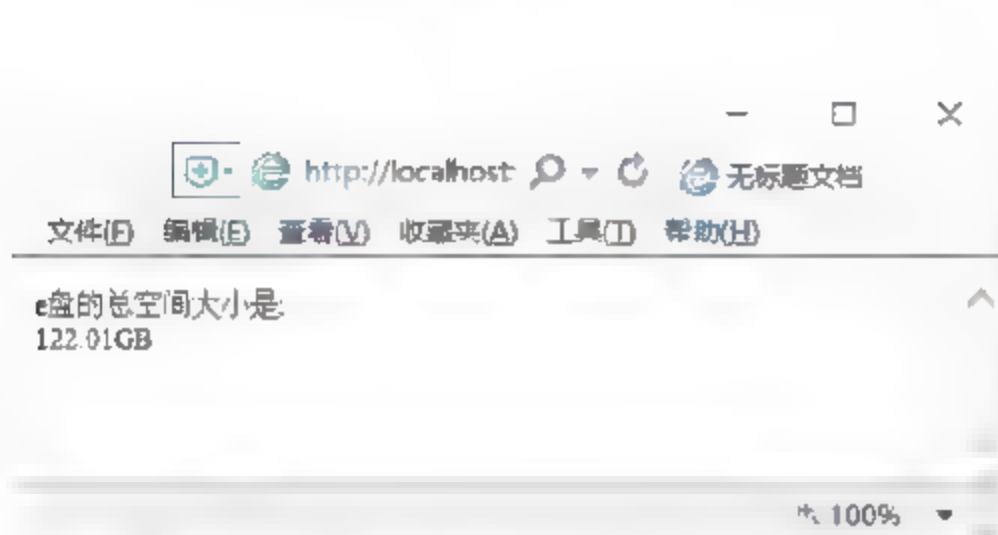 http://localhost
无标题文档
文件(F) 编辑(E) 查看(V) 收藏夹(A) 工具(T) 帮助(H)
e盘的总空间大小是:
122.01GB
100%